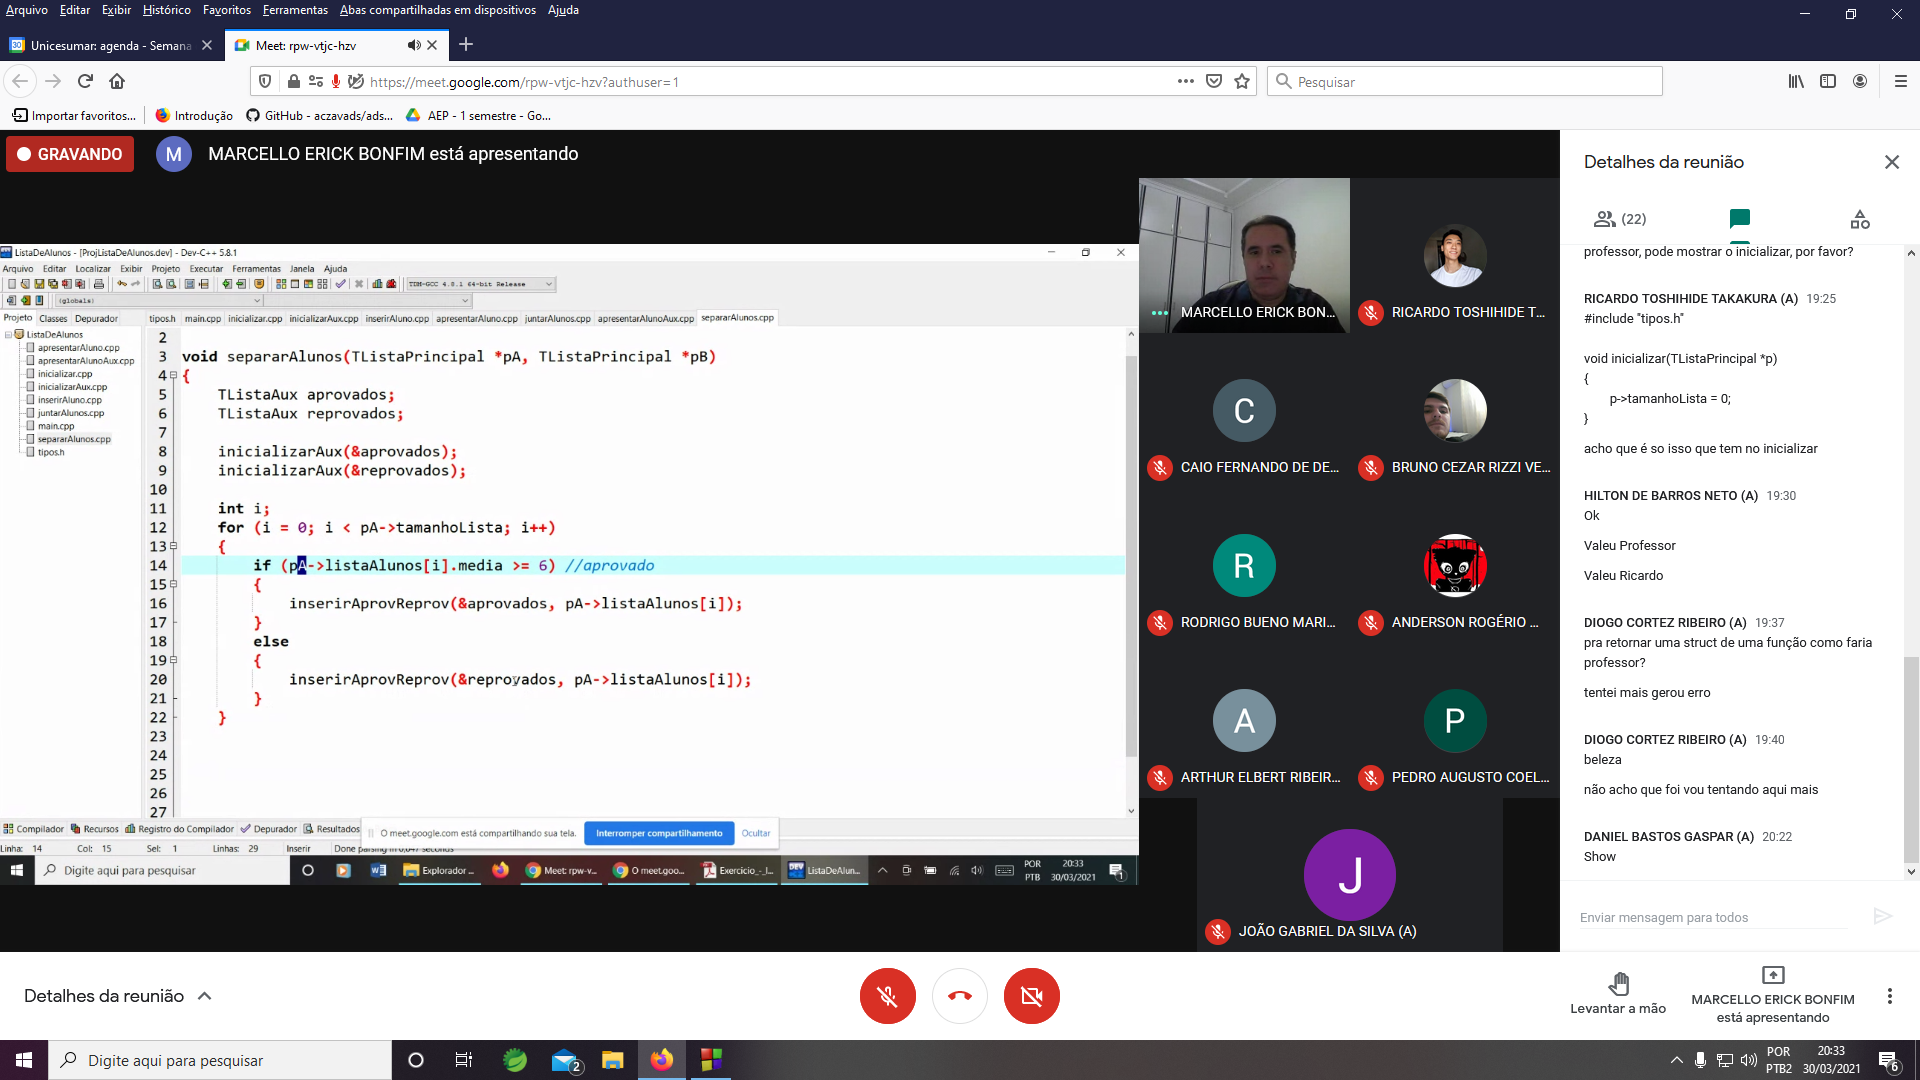 Arquivo Editar Exibir Histórico Favoritos Ferramentas Abas compartilhadas em dispositivos Ajuda
Unicesumar: agenda - Semana
Meet: rpw-vtjc-hzv
https://meet.google.com/rpw-vtjc-hzv?authuser=1
Pesquisar
Importar favoritos... Introdução GitHub - aczavads/ads... AEP - 1 semestre - Go...
GRAVANDO
M
MARCELLO ERICK BONFIM está apresentando
ListaDeAlunos - [ProjListaDeAlunos.dev] - Dev-C++ 5.8.1
Arquivo Editar Localizar Exibir Projeto Executar Ferramentas Janela Ajuda
TDM-GCC 4.8.1 64-bit Release
(globals)
Projeto Classes Depurador
tipos.h main.cpp inicializar.cpp inicializarAux.cpp inserirAluno.cpp apresentarAluno.cpp juntarAlunos.cpp apresentarAlunoAux.cpp separarAlunos.cpp
ListaDeAlunos
apresentarAluno.cpp
apresentarAlunoAux.cpp
inicializar.cpp
inicializarAux.cpp
inserirAluno.cpp
juntarAlunos.cpp
main.cpp
separarAlunos.cpp
tipos.h
2
3 void separarAlunos(TListaPrincipal *pA, TListaPrincipal *pB)
4 {
5 TListaAux aprovados;
6 TListaAux reprovados;
7
8 inicializarAux(&aprovados);
9 inicializarAux(&reprovados);
10
11 int i;
12 for (i = 0; i < pA->tamanhoLista; i++)
13 {
14 if (pA->listaAlunos[i].media >= 6) //aprovado
15 {
16 inserirAprovReprov(&aprovados, pA->listaAlunos[i]);
17 }
18 else
19 {
20 inserirAprovReprov(&reprovados, pA->listaAlunos[i]);
21 }
22 }
23
24
25
26
27
Compilador Recursos Registro do Compilador Depurador Resultados
O meet.google.com está compartilhando sua tela. Interromper compartilhamento Ocultar
Linha: 14 Col: 15 Sel: 1 Linhas: 29 Inserir Done parsing in 0,047 seconds
Digite aqui para pesquisar
Explorador ... Meet: rpw-v... O meet.goo... Exercicio_-_l... ListaDeAlun...
POR
PTB
20:33
30/03/2021
1
MARCELLO ERICK BON...
RICARDO TOSHIHIDE T...
C
CAIO FERNANDO DE DE...
BRUNO CEZAR RIZZI VE...
R
RODRIGO BUENO MARI...
ANDERSON ROGÉRIO ...
A
ARTHUR ELBERT RIBEIR...
P
PEDRO AUGUSTO COEL...
J
JOÃO GABRIEL DA SILVA (A)
Detalhes da reunião
(22)
professor, pode mostrar o inicializar, por favor?
RICARDO TOSHIHIDE TAKAKURA (A) 19:25
#include "tipos.h"
void inicializar(TListaPrincipal *p)
{
p->tamanhoLista = 0;
}
acho que é so isso que tem no inicializar
HILTON DE BARROS NETO (A) 19:30
Ok
Valeu Professor
Valeu Ricardo
DIOGO CORTEZ RIBEIRO (A) 19:37
pra retornar uma struct de uma função como faria
professor?
tentei mais gerou erro
DIOGO CORTEZ RIBEIRO (A) 19:40
beleza
não acho que foi vou tentando aqui mais
DANIEL BASTOS GASPAR (A) 20:22
Show
Enviar mensagem para todos
Detalhes da reunião
Levantar a mão
MARCELLO ERICK BONFIM
está apresentando
Digite aqui para pesquisar
2
POR
PTB2
20:33
30/03/2021
6